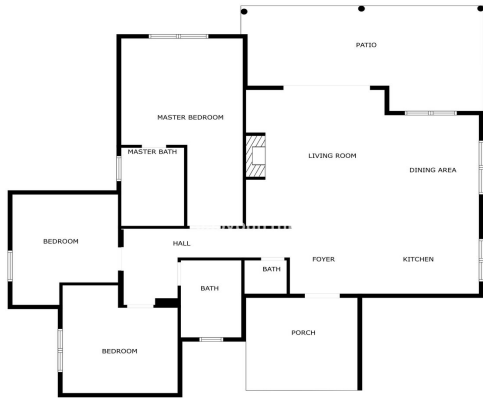 PATIO
MASTER BEDROOM
MASTER BATH
LIVING ROOM
DINING AREA
BEDROOM
HALL
FOYER
KITCHEN
BATH
BATH
PORCH
BEDROOM